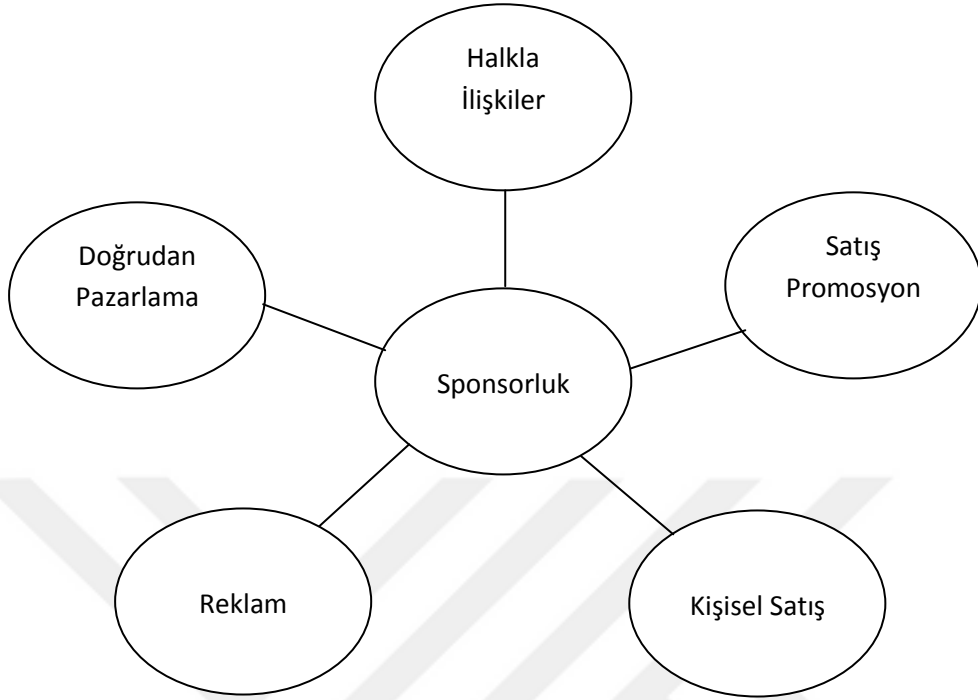 Halkla
İlişkiler
Doğrudan
Pazarlama
Satış
Promosyon
Sponsorluk
Reklam
Kişisel Satış